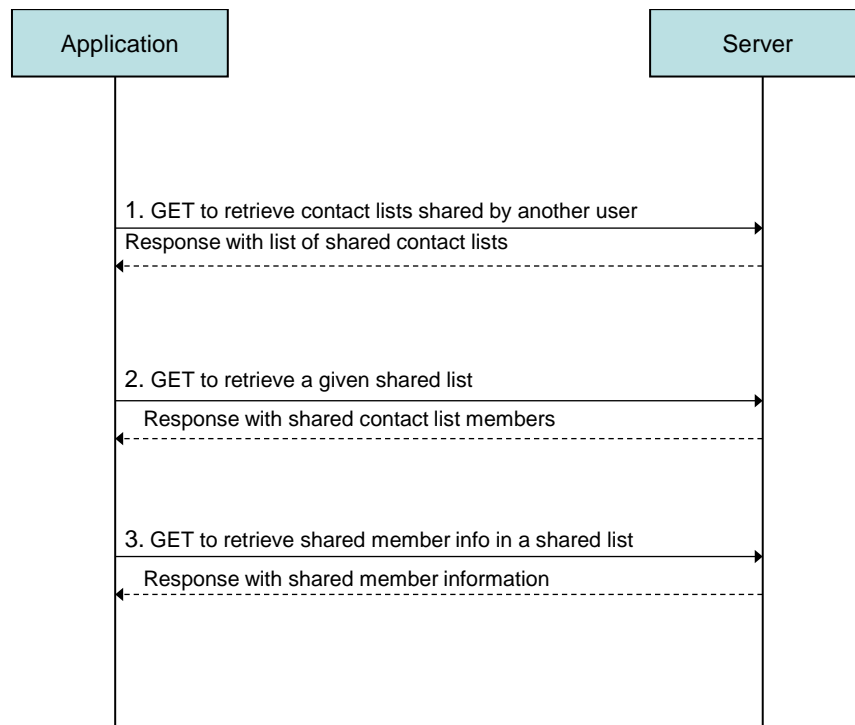 Application
Server
1. GET to retrieve contact lists shared by another user
Response with list of shared contact lists
2. GET to retrieve a given shared list
Response with shared contact list members
3. GET to retrieve shared member info in a shared list
Response with shared member information